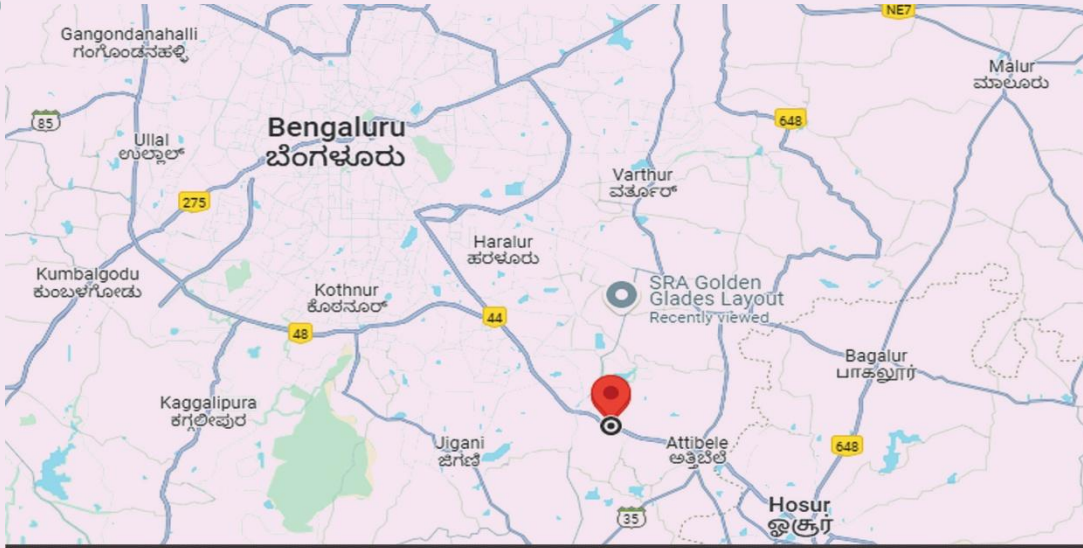 NE7
Gangondanahalli
ಗಂಗೊಂಡನಹಳ್ಳಿ
Malur
ಮಾಲೂರು
85
648
Bengaluru
ಬೆಂಗಳೂರು
Ullal
ಉಲ್ಲಾಳ್
Varthur
ವರ್ತೂರ್
275
Haralur
ಹರಳೂರು
Kumbalgodu
ಕುಂಬಳಗೋಡು
Kothnur
ಕೊಠನೂರ್
SRA Golden
Glades Layout
Recently viewed
44
48
Bagalur
பாகலூர்
Kaggalipura
ಕಗ್ಗಲೀಪುರ
Jigani
ಜಿಗಣಿ
Attibele
ಅತ್ತಿಬೆಲೆ
648
Hosur
ஓசூர்
35